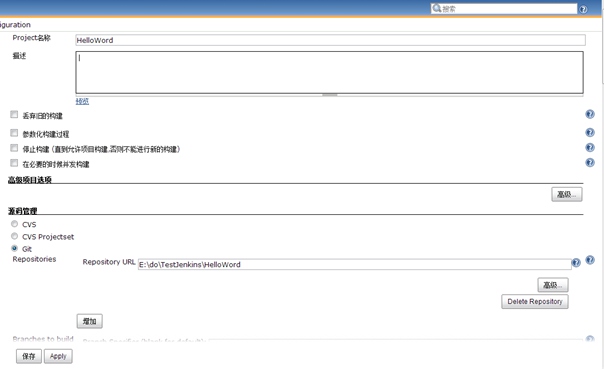 搜索
iguration
Project名称 HelloWord
描述
预览
丢弃旧的构建
参数化构建过程
停止构建 (直到允许项目构建,否则不能进行新的构建)
在必要的时候并发构建
高级项目选项
高级...
源码管理
CVS
CVS Projectset
Git
Repositories
Repository URL E:\do\TestJenkins\HelloWord
高级...
Delete Repository
增加
Branches to build
保存 Apply